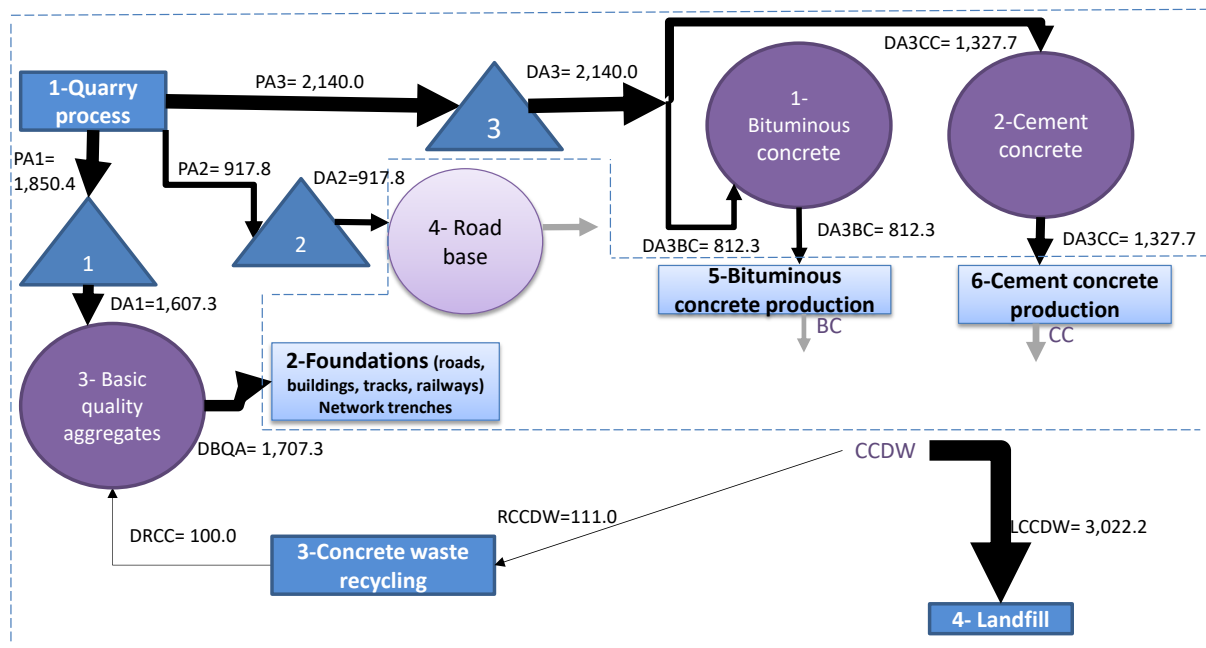 DA3CC= 1,327.7
PA3= 2,140.0
DA3= 2,140.0
1-Quarry
process
3
1-
Bituminous
concrete
2-Cement
concrete
PA1=
1,850.4
PA2= 917.8
DA2=917.8
1
2
4- Road
base
DA3BC= 812.3
DA3BC= 812.3
DA3CC= 1,327.7
5-Bituminous
concrete production
6-Cement concrete
production
BC
CC
DA1=1,607.3
3- Basic
quality
aggregates
2-Foundations (roads,
buildings, tracks, railways)
Network trenches
DBQA= 1,707.3
CCDW
RCCDW=111.0
LCCDW= 3,022.2
DRCC= 100.0
3-Concrete waste
recycling
4- Landfill